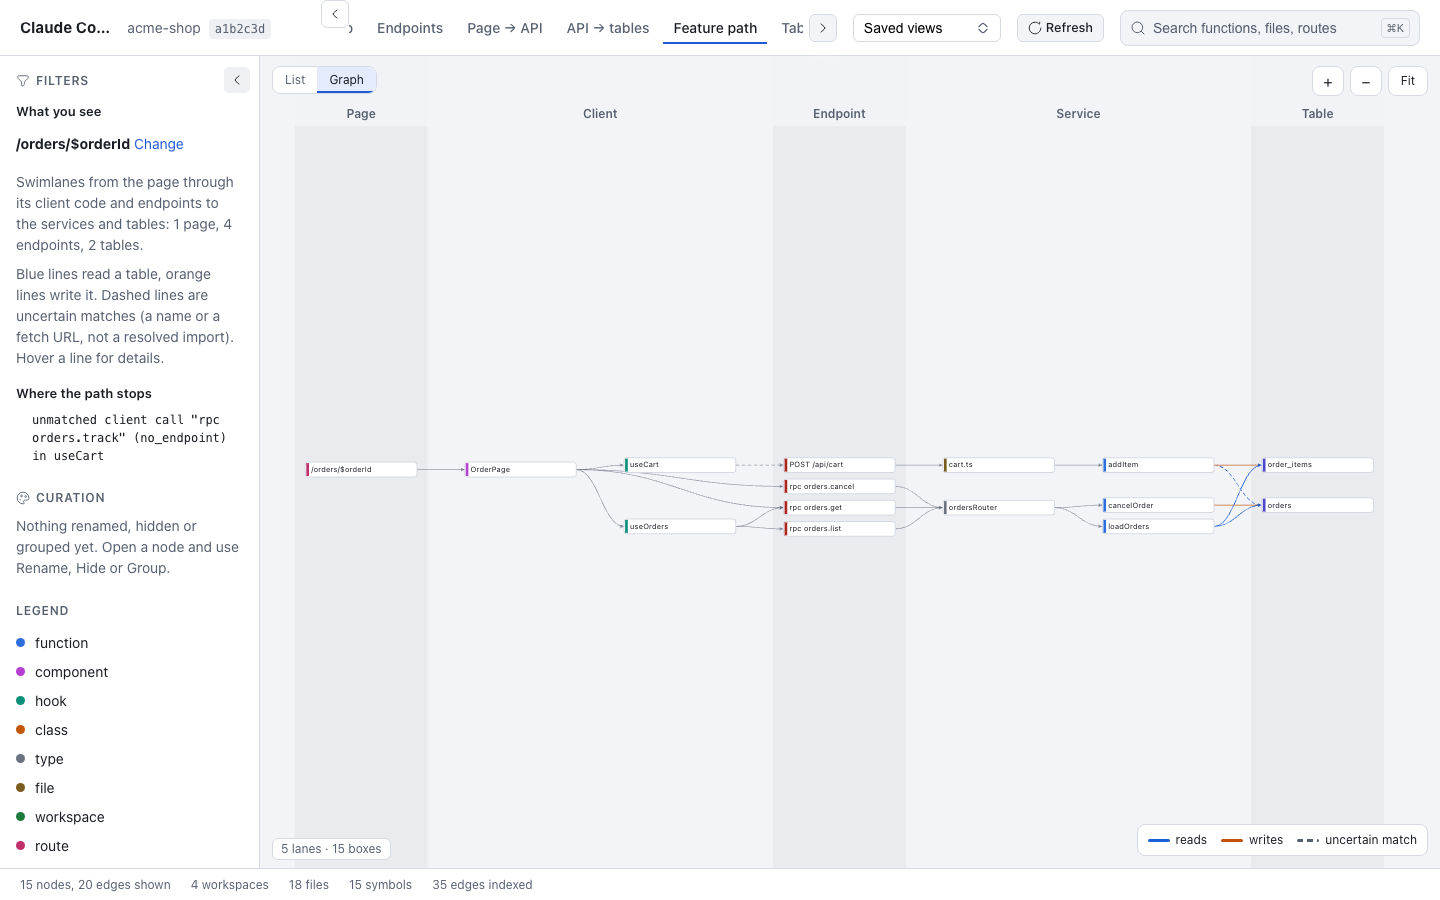 Claude Co...
acme-shop
a1b2c3d
Endpoints
Page → API
API → tables
Feature path
Tab
Saved views
Refresh
Search functions, files, routes
⌘K
FILTERS
What you see
/orders/$orderId Change
Swimlanes from the page through
its client code and endpoints to
the services and tables: 1 page, 4
endpoints, 2 tables.
Blue lines read a table, orange
lines write it. Dashed lines are
uncertain matches (a name or a
fetch URL, not a resolved import).
Hover a line for details.
Where the path stops
unmatched client call "rpc
orders.track" (no_endpoint)
in useCart
CURATION
Nothing renamed, hidden or
grouped yet. Open a node and use
Rename, Hide or Group.
LEGEND
function
component
hook
class
type
file
workspace
route
List
Graph
+
−
Fit
Page
Client
Endpoint
Service
Table
/orders/$orderId
OrderPage
useCart
useOrders
POST /api/cart
rpc orders.cancel
rpc orders.get
rpc orders.list
cart.ts
ordersRouter
addItem
cancelOrder
loadOrders
order_items
orders
5 lanes · 15 boxes
reads
writes
uncertain match
15 nodes, 20 edges shown
4 workspaces
18 files
15 symbols
35 edges indexed